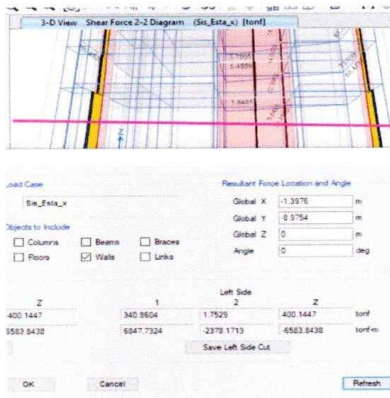 3-D View Shear Force 2-2 Diagram (Sis_Esta_x) [tonf]
Load Case
Resultant Force Location and Angle
Sis_Esta_x
Global X -1.3976 m
Global Y -8.9754 m
Objects to Include
Global Z 0 m
Columns Beams Braces
Angle 0 deg
Floors Walls Links
Left Side
Z 1 2 Z
-400.1447 340.8604 1.7529 400.1447 tonf
6583.8438 6847.7324 -2378.1713 -6583.8438 tonf-m
Save Left Side Cut
OK Cancel Refresh